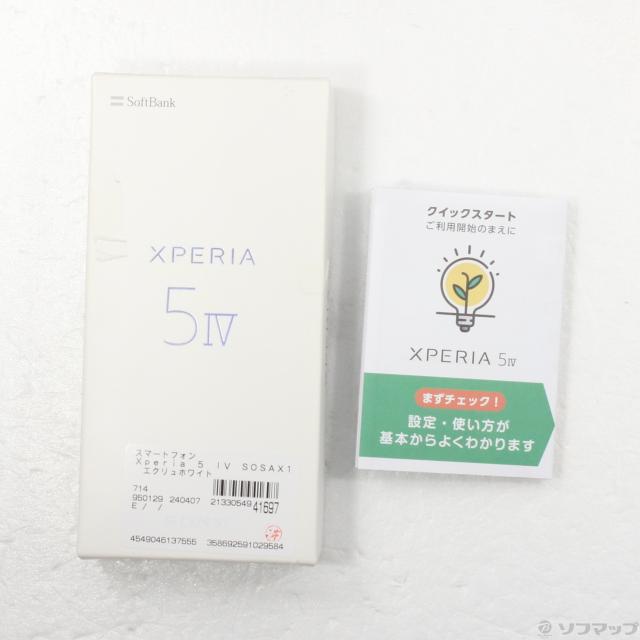 SoftBank
XPERIA
5 IV
スマートフォン
Xperia 5 IV SOSAX1
エクリュホワイト
714
950129 240407 21330549 41697
E / /
4549046137555 358692591029584
クイックスタート
ご利用開始のまえに
XPERIA 5 IV
まずチェック！
設定・使い方が
基本からよくわかります
ソフマップ